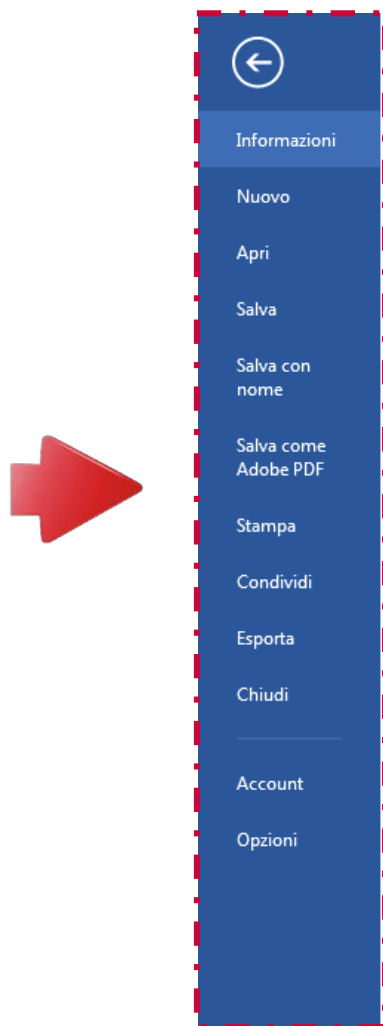 Informazioni
Nuovo
Apri
Salva
Salva con
nome
Salva come
Adobe PDF
Stampa
Condividi
Esporta
Chiudi
Account
Opzioni